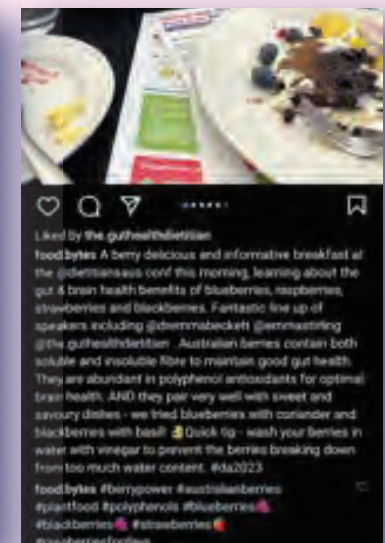 Liked by the.guthealthdietitian
food.bytes A berry delicious and informative breakfast at
the @dietitiansaus conf this morning, learning about the
gut & brain health benefits of blueberries, raspberries,
strawberries and blackberries. Fantastic line up of
speakers including @dremmabeckett @emmastirling
@the.guthealthdietitian . Australian berries contain both
soluble and insoluble fibre to maintain good gut health.
They are abundant in polyphenol antioxidants for optimal
brain health. AND they pair very well with sweet and
savoury dishes - we tried blueberries with coriander and
blackberries with basil! 👌Quick tip - wash your berries in
water with vinegar to prevent the berries breaking down
from too much water content. #da2023
food.bytes #berrypower #australianberries
#plantfood #polyphenols #blueberries
#blackberries #strawberries🍓
#raspberriesfordays